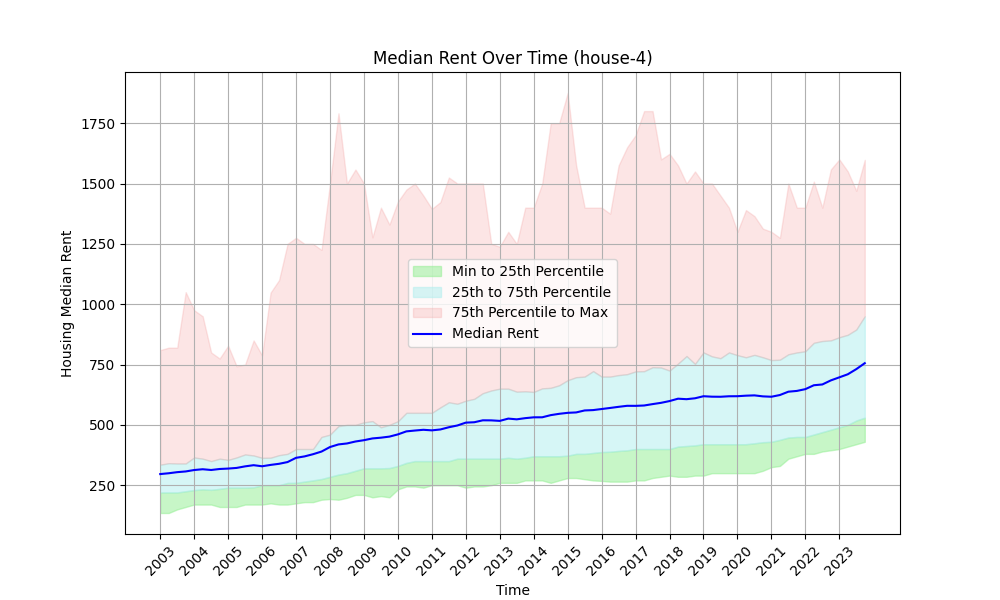 Median Rent Over Time (house-4)
Housing Median Rent
1750
1500
1250
1000
750
500
250
Min to 25th Percentile
25th to 75th Percentile
75th Percentile to Max
Median Rent
2003 2004 2005 2006 2007 2008 2009 2010 2011 2012 2013 2014 2015 2016 2017 2018 2019 2020 2021 2022 2023
Time